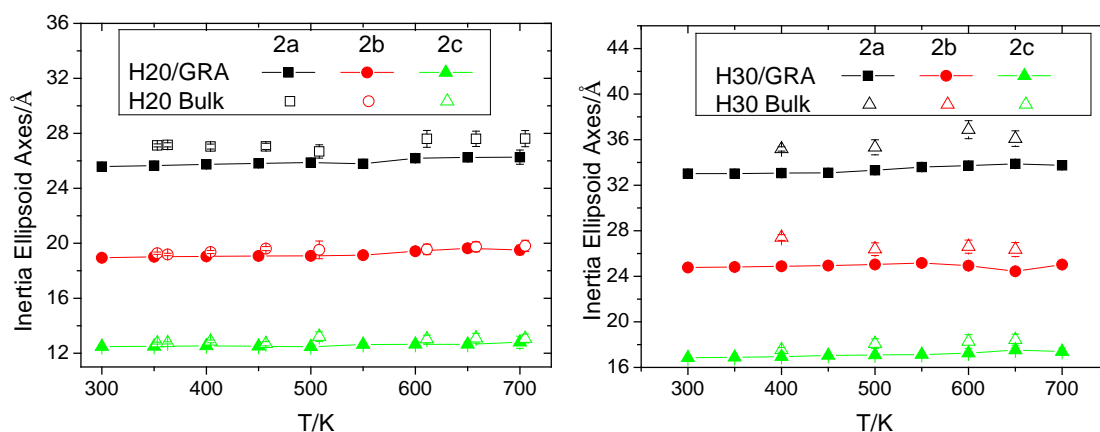 Inertia Ellipsoid Axes/Å
36
32
28
24
20
16
12
2a 2b 2c
H20/GRA
H20 Bulk
300 400 500 600 700
T/K
Inertia Ellipsoid Axes/Å
44
40
36
32
28
24
20
16
2a 2b 2c
H30/GRA
H30 Bulk
300 400 500 600 700
T/K